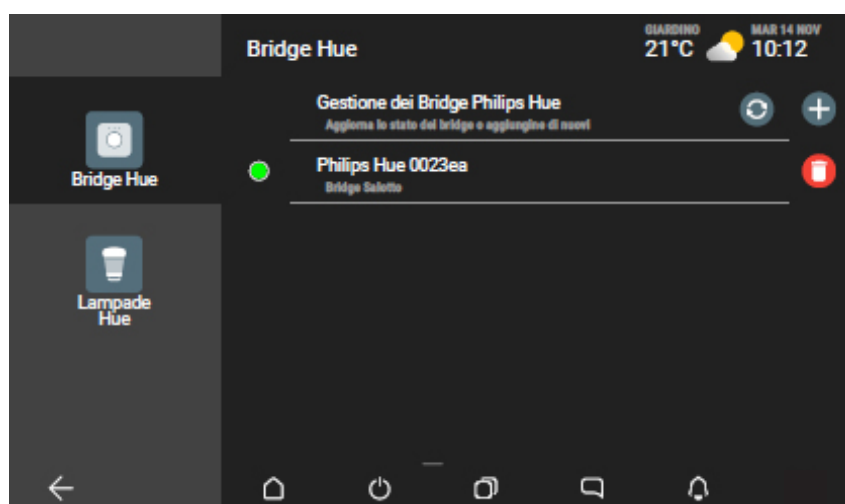 Bridge Hue
GIARDINO
21°C
MAR 14 NOV
10:12
Bridge Hue
Lampade
Hue
Gestione dei Bridge Philips Hue
Aggiorna lo stato dei bridge o aggiungine di nuovi
Philips Hue 0023ea
Bridge Salotto